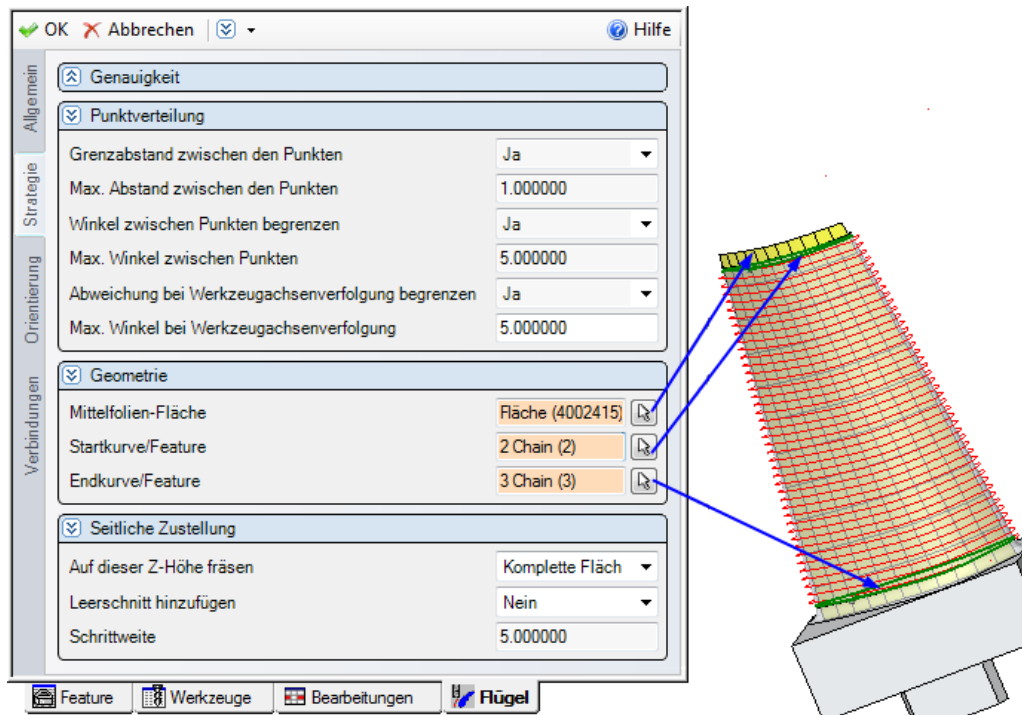 OK Abbrechen Hilfe
Allgemein
Strategie
Orientierung
Verbindungen
Genauigkeit
Punktverteilung
Grenzabstand zwischen den Punkten Ja
Max. Abstand zwischen den Punkten 1.000000
Winkel zwischen Punkten begrenzen Ja
Max. Winkel zwischen Punkten 5.000000
Abweichung bei Werkzeugachsenverfolgung begrenzen Ja
Max. Winkel bei Werkzeugachsenverfolgung 5.000000
Geometrie
Mittelfolien-Fläche Fläche (4002415)
Startkurve/Feature 2 Chain (2)
Endkurve/Feature 3 Chain (3)
Seitliche Zustellung
Auf dieser Z-Höhe fräsen Komplette Fläch
Leerschnitt hinzufügen Nein
Schrittweite 5.000000
Feature Werkzeuge Bearbeitungen Flügel